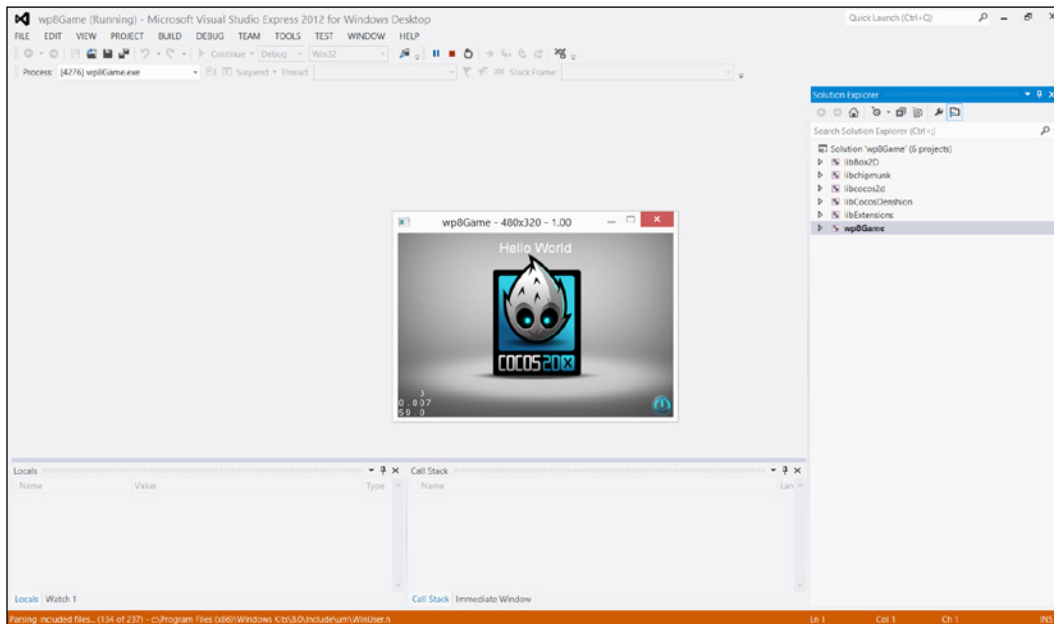 wp8Game (Running) - Microsoft Visual Studio Express 2012 for Windows Desktop
Quick Launch (Ctrl+Q)
FILE EDIT VIEW PROJECT BUILD DEBUG TEAM TOOLS TEST WINDOW HELP
Continue Debug Win32
Process: [4276] wp8Game.exe Suspend Thread: Stack Frame:
Solution Explorer
Search Solution Explorer (Ctrl+;)
Solution 'wp8Game' (6 projects)
libBox2D
libchipmunk
libcocos2d
libCocosDenshion
libExtensions
wp8Game
wp8Game - 480x320 - 1.00
Hello World
COCOS2DX
3
0.007
59.0
Locals
Name Value Type
Call Stack
Name Lan
Locals Watch 1
Call Stack Immediate Window
Parsing included files... (134 of 237) - c:\Program Files (x86)\Windows Kits\8.0\Include\um\WinUser.h
Ln 1 Col 1 Ch 1 INS